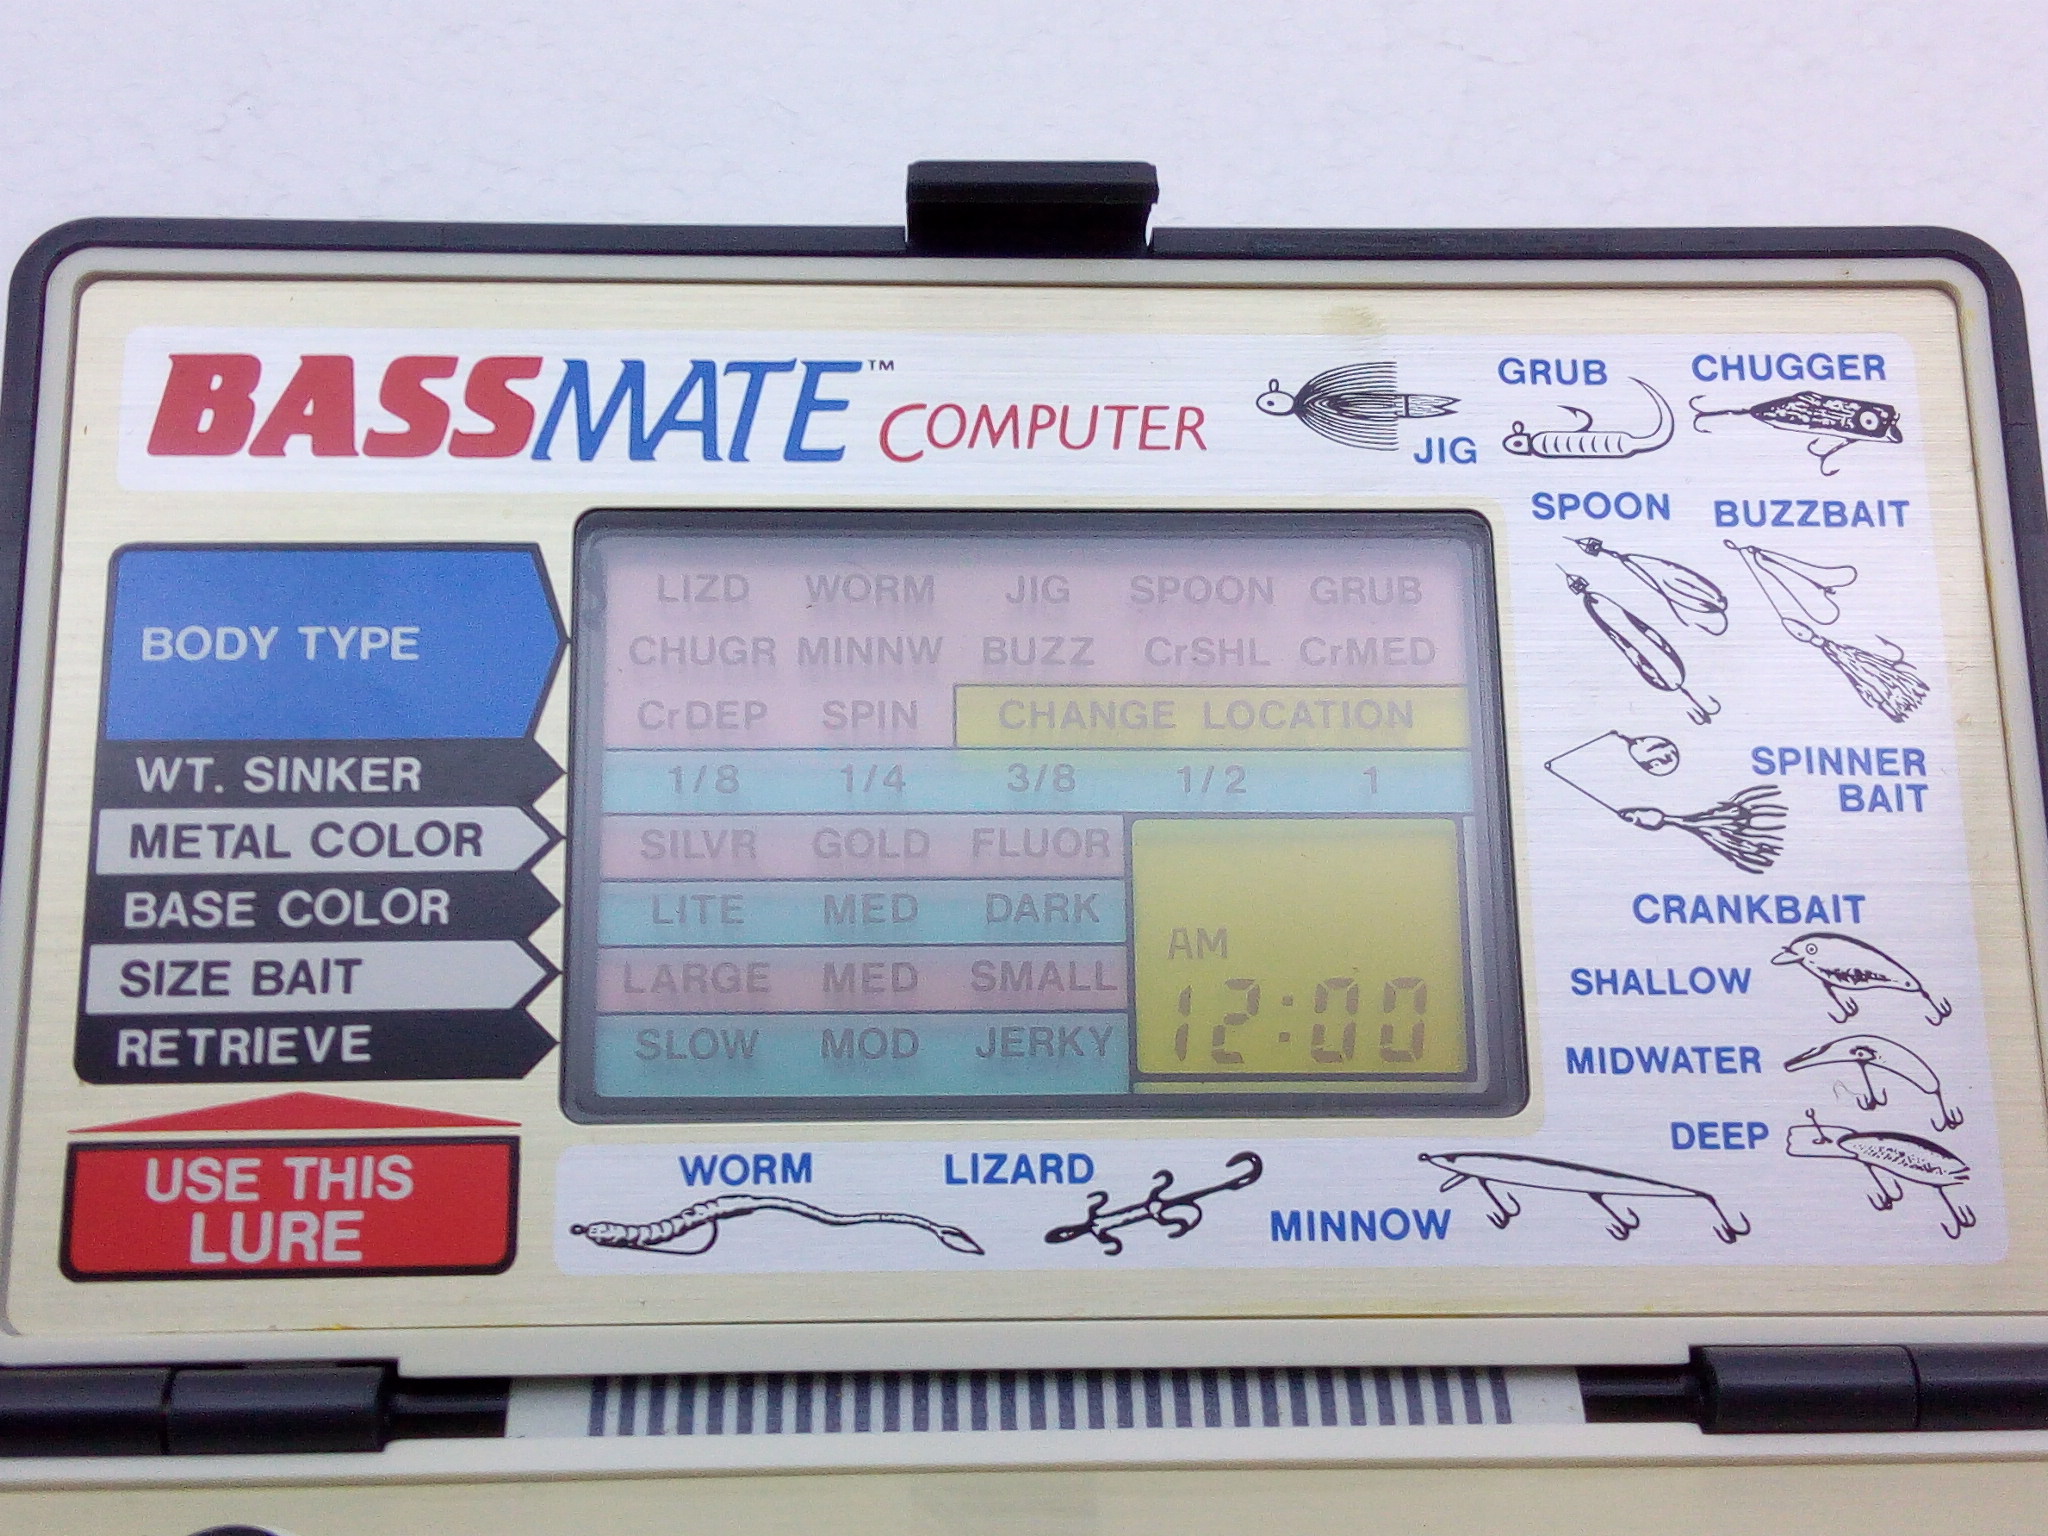 BASSMATE™ COMPUTER
JIG
GRUB
CHUGGER
SPOON
BUZZBAIT
SPINNER
BAIT
CRANKBAIT
SHALLOW
MIDWATER
DEEP
BODY TYPE
WT. SINKER
METAL COLOR
BASE COLOR
SIZE BAIT
RETRIEVE
USE THIS
LURE
LIZD WORM JIG SPOON GRUB
CHUGR MINNW BUZZ CrSHL CrMED
CrDEP SPIN CHANGE LOCATION
1/8 1/4 3/8 1/2 1
SILVR GOLD FLUOR
LITE MED DARK
LARGE MED SMALL
SLOW MOD JERKY
AM
12:00
WORM
LIZARD
MINNOW